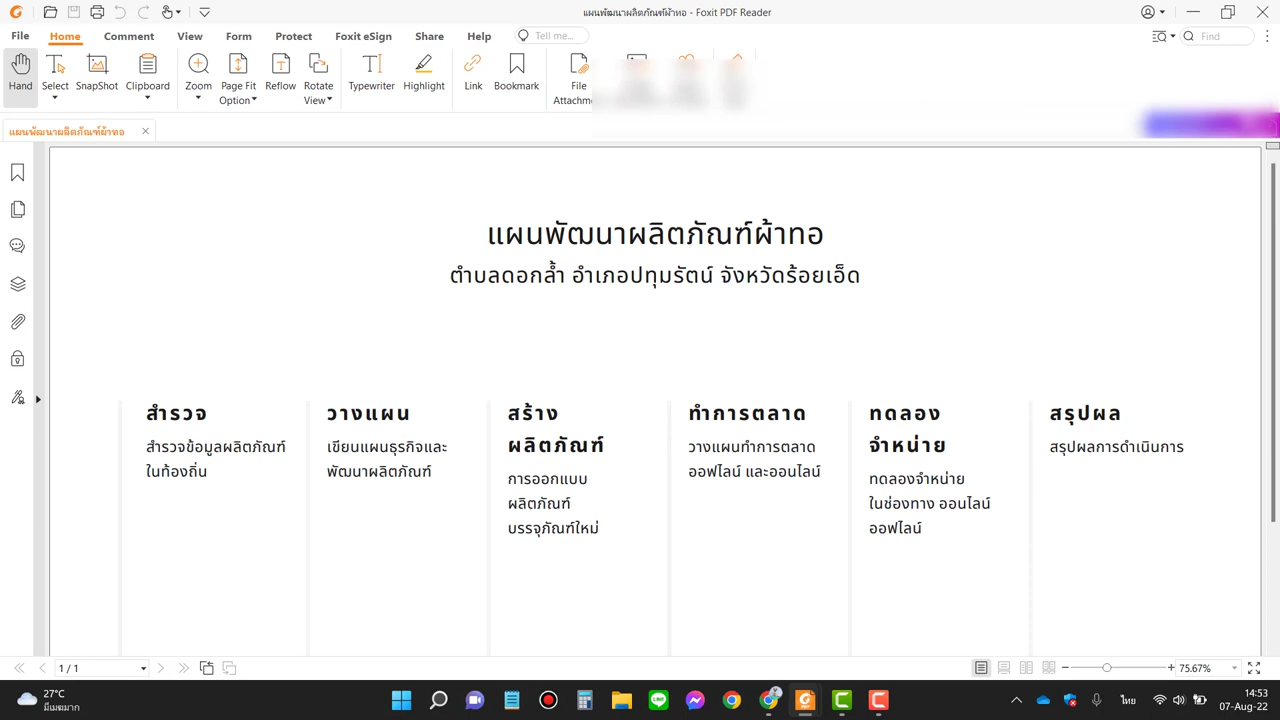 แผนพัฒนาผลิตภัณฑ์ผ้าทอ - Foxit PDF Reader
File Home Comment View Form Protect Foxit eSign Share Help Tell me... Find
Hand Select SnapShot Clipboard Zoom Page Fit Option Reflow Rotate View Typewriter Highlight Link Bookmark File
แผนพัฒนาผลิตภัณฑ์ผ้าทอ
แผนพัฒนาผลิตภัณฑ์ผ้าทอ
ตำบลดอกล้ำ อำเภอปทุมรัตน์ จังหวัดร้อยเอ็ด
สำรวจ
สำรวจข้อมูลผลิตภัณฑ์
ในท้องถิ่น
วางแผน
เขียนแผนธุรกิจและ
พัฒนาผลิตภัณฑ์
สร้าง
ผลิตภัณฑ์
การออกแบบ
ผลิตภัณฑ์
บรรจุภัณฑ์ใหม่
ทำการตลาด
วางแผนทำการตลาด
ออฟไลน์ และออนไลน์
ทดลอง
จำหน่าย
ทดลองจำหน่าย
ในช่องทาง ออนไลน์
ออฟไลน์
สรุปผล
สรุปผลการดำเนินการ
1 / 1
75.67%
27°C
มีเมฆมาก
ไทย
14:53
07-Aug-22